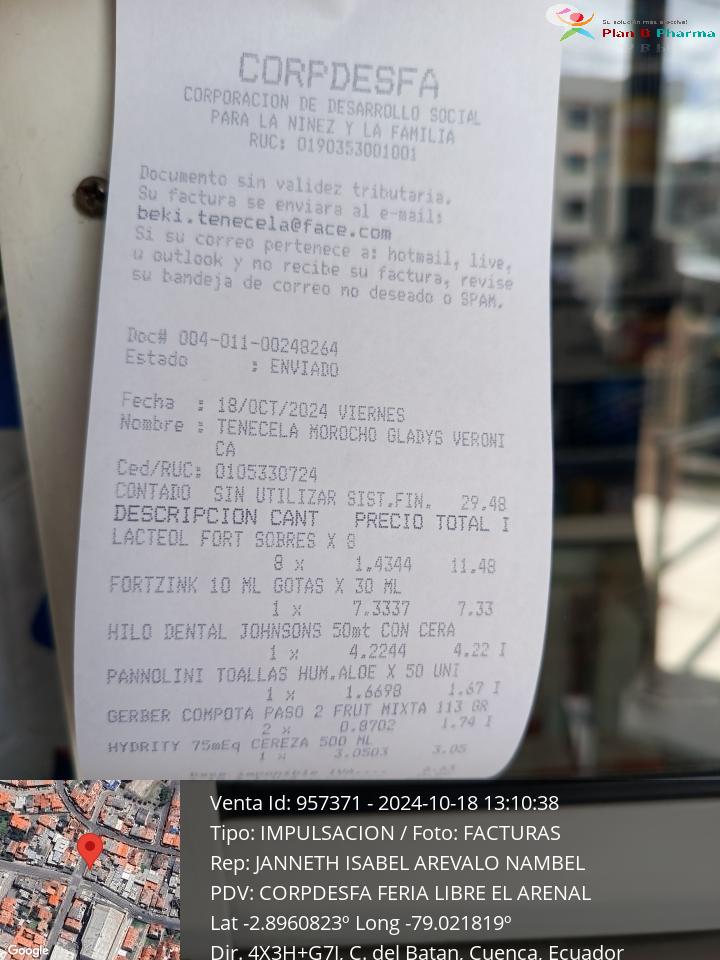 Su solución más efectiva!
Plan B Pharma
CORPDESFA
CORPORACION DE DESARROLLO SOCIAL
PARA LA NINEZ Y LA FAMILIA
RUC: 0190353001001
Documento sin validez tributaria.
Su factura se enviara al e-mail:
beki.tenecela@face.com
Si su correo pertenece a: hotmail, live,
u outlook y no recibe su factura, revise
su bandeja de correo no deseado o SPAM.
Doc# 004-011-00248264
Estado : ENVIADO
Fecha : 18/OCT/2024 VIERNES
Nombre : TENECELA MOROCHO GLADYS VERONI
CA
Ced/RUC: 0105330724
CONTADO SIN UTILIZAR SIST.FIN. 29.48
DESCRIPCION CANT PRECIO TOTAL I
LACTEOL FORT SOBRES X 8
8 x 1.4344 11.48
FORTZINK 10 ML GOTAS X 30 ML
1 x 7.3337 7.33
HILO DENTAL JOHNSONS 50mt CON CERA
1 x 4.2244 4.22 I
PANNOLINI TOALLAS HUM.ALOE X 50 UNI
1 x 1.6698 1.67 I
GERBER COMPOTA PASO 2 FRUT MIXTA 113 GR
2 x 0.8702 1.74 I
HYDRITY 75mEq CEREZA 500 ML
1 x 3.0503 3.05
Venta Id: 957371 - 2024-10-18 13:10:38
Tipo: IMPULSACION / Foto: FACTURAS
Rep: JANNETH ISABEL AREVALO NAMBEL
PDV: CORPDESFA FERIA LIBRE EL ARENAL
Lat -2.8960823º Long -79.021819º
Dir. 4X3H+G7J, C. del Batan, Cuenca, Ecuador
Google